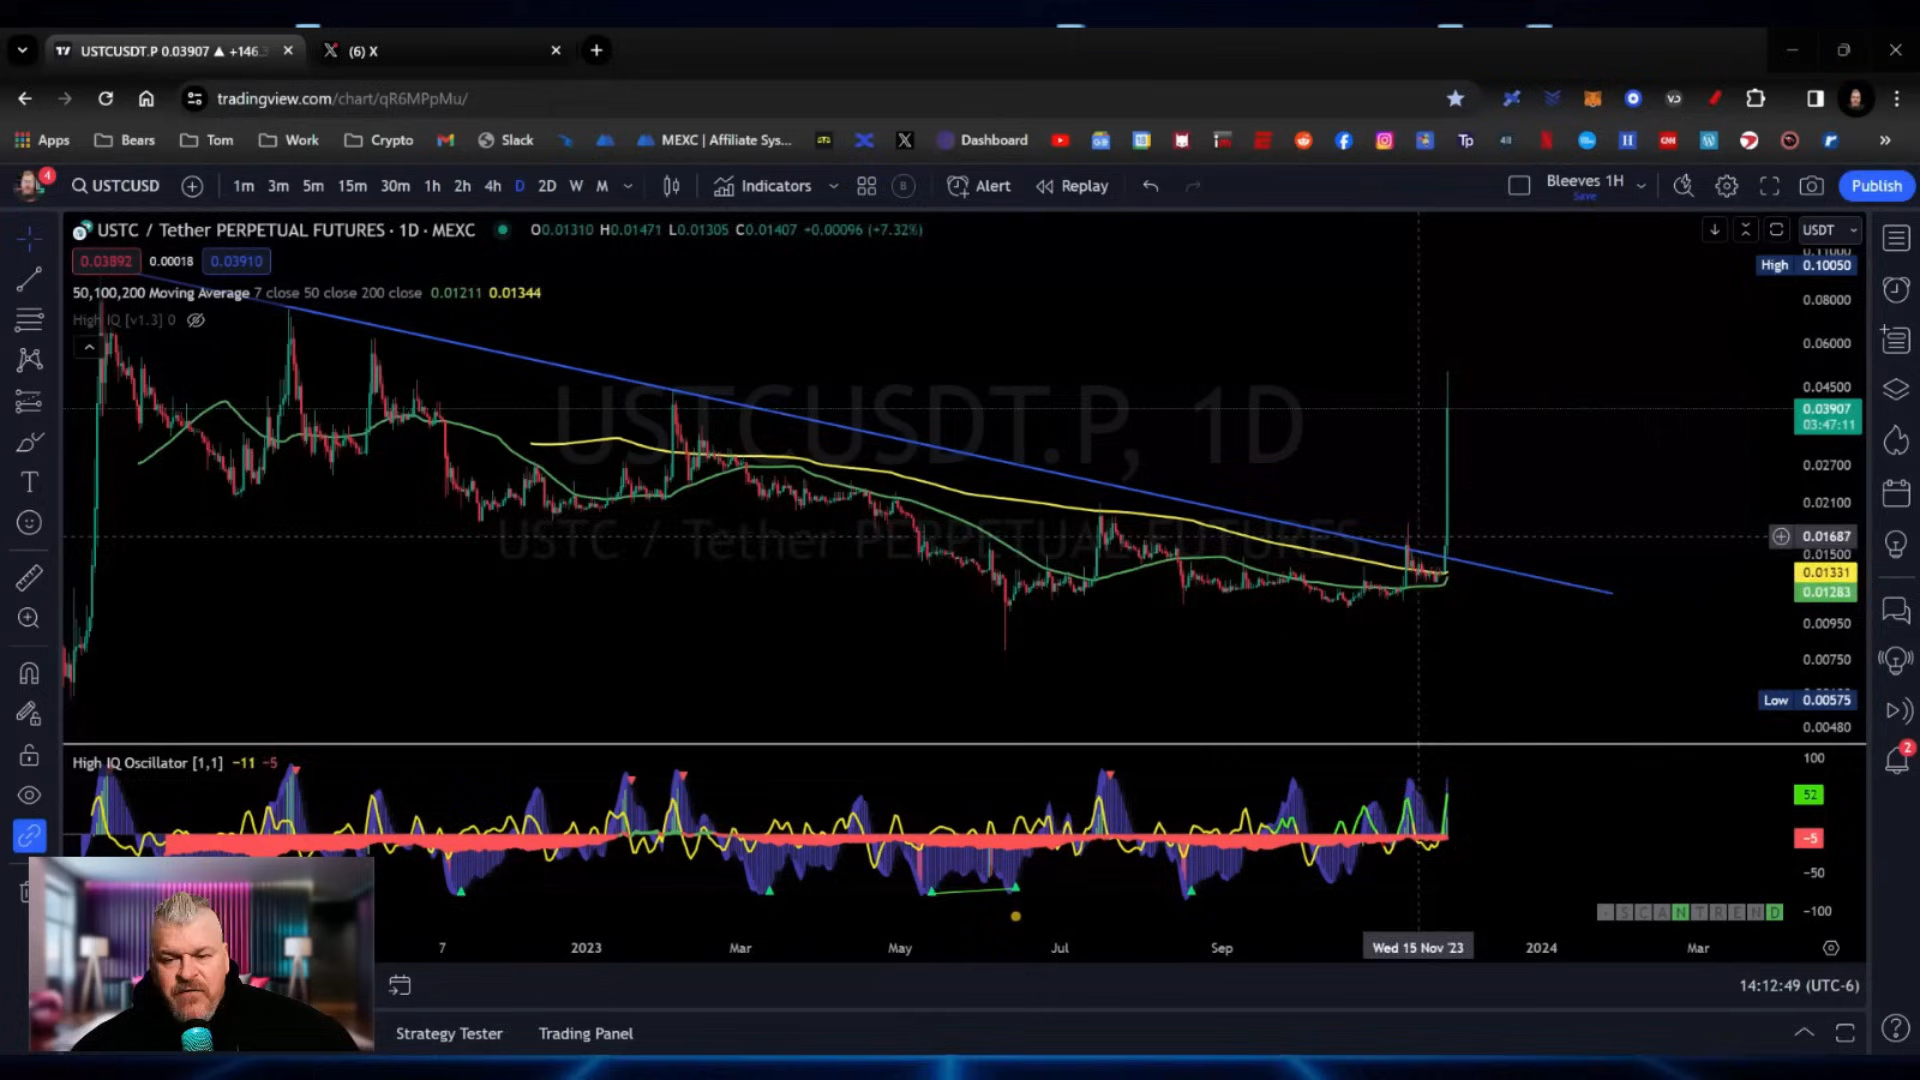 USTCUSDT.P 0.03907 ▲ +146.
(6) X
tradingview.com/chart/qR6MPpMu/
Apps Bears Tom Work Crypto Slack MEXC | Affiliate Sys... Dashboard
4 USTCUSD 1m 3m 5m 15m 30m 1h 2h 4h D 2D W M Indicators Alert Replay Bleeves 1H Save Publish
USTC / Tether PERPETUAL FUTURES · 1D · MEXC O0.01310 H0.01471 L0.01305 C0.01407 +0.00096 (+7.32%) USDT
0.03892 0.00018 0.03910
50,100,200 Moving Average 7 close 50 close 200 close 0.01211 0.01344
High IQ [v1.3] 0
USTCUSDT.P, 1D
USTC / Tether PERPETUAL FUTURES
High 0.10050
0.08000
0.06000
0.04500
0.03907
03:47:11
0.02700
0.02100
0.01687
0.01500
0.01331
0.01283
0.00950
0.00750
Low 0.00575
0.00480
High IQ Oscillator [1,1] −11 −5
100
52
−5
−50
−100
S C A N T R E N D
7 2023 Mar May Jul Sep Wed 15 Nov '23 2024 Mar
14:12:49 (UTC-6)
Strategy Tester Trading Panel
2